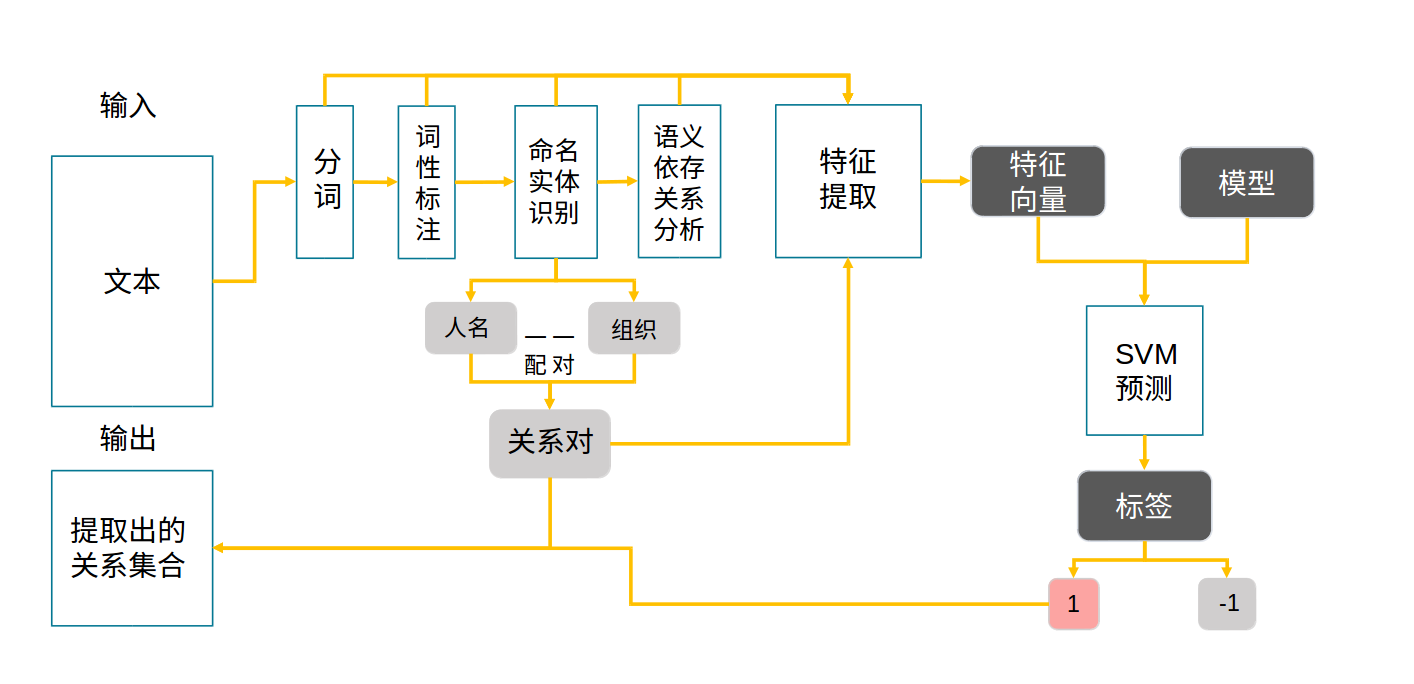 输入
文本
分
词
词
性
标
注
命名
实体
识别
语义
依存
关系
分析
特征
提取
特征
向量
模型
人名
一 一
配 对
组织
关系对
SVM
预测
标签
1
-1
输出
提取出的
关系集合